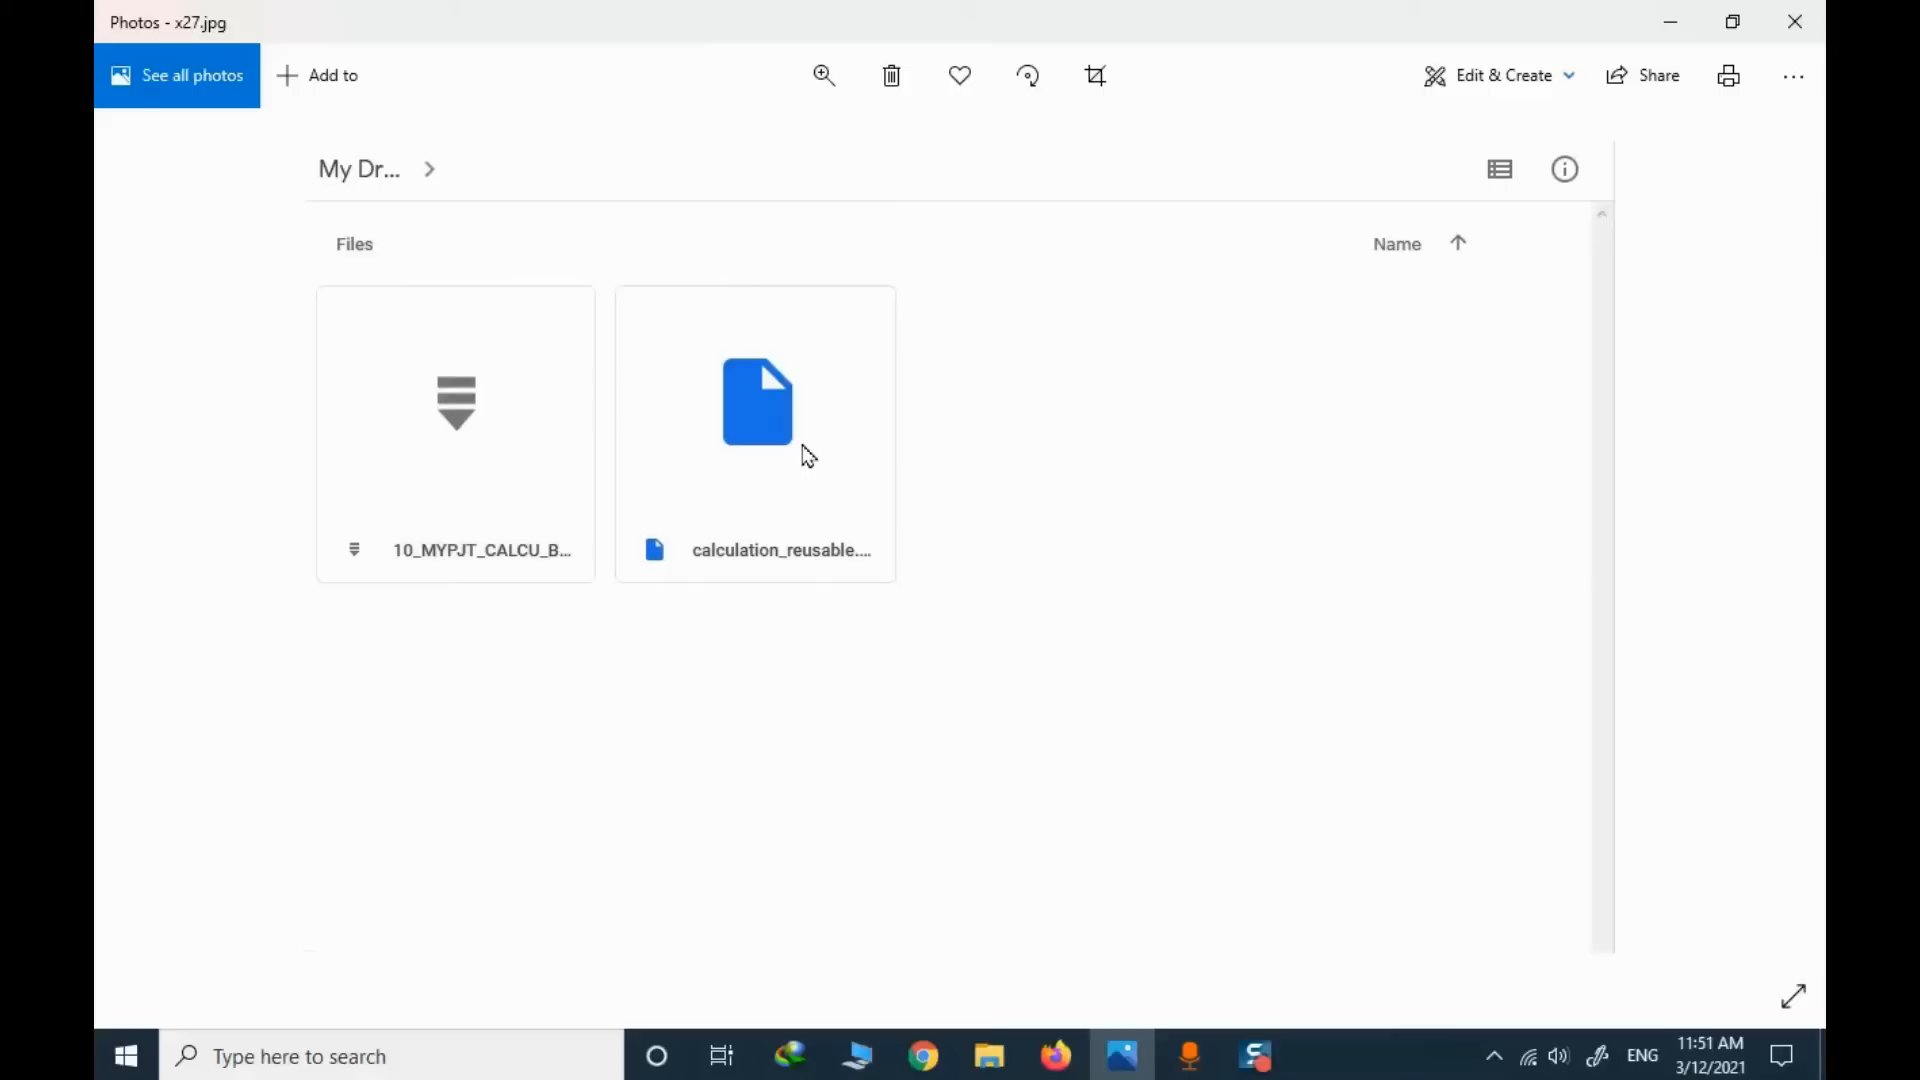 Photos - x27.jpg
See all photos
Add to
Edit & Create
Share
My Dr...
Files
Name
10_MYPJT_CALCU_B...
calculation_reusable....
Type here to search
ENG
11:51 AM
3/12/2021